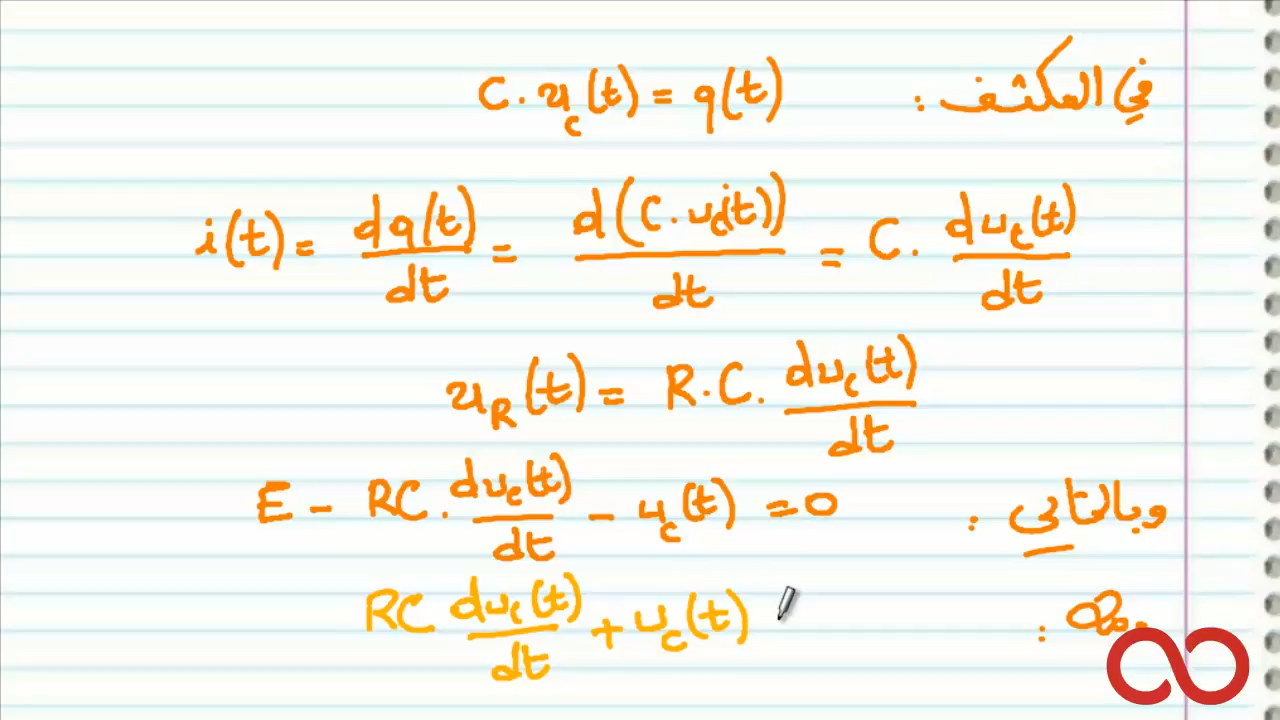 في المكثف : C . u_c(t) = q(t)
i(t) = dq(t)/dt = d(C . u_c(t))/dt = C . du_c(t)/dt
u_R(t) = R . C . du_c(t)/dt
وبالتالي : E - RC . du_c(t)/dt - u_c(t) = 0
: RC du_c(t)/dt + u_c(t)